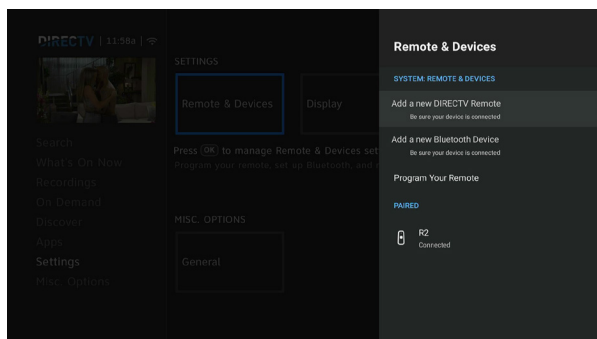 DIRECTV | 11:58a
SETTINGS
Remote & Devices
Display
Press OK to manage Remote & Devices set
Program your remote, set up Bluetooth, and
Search
What's On Now
Recordings
On Demand
Discover
Apps
Settings
Misc. Options
MISC. OPTIONS
General
Remote & Devices
SYSTEM: REMOTE & DEVICES
Add a new DIRECTV Remote
Be sure your device is connected
Add a new Bluetooth Device
Be sure your device is connected
Program Your Remote
PAIRED
R2
Connected